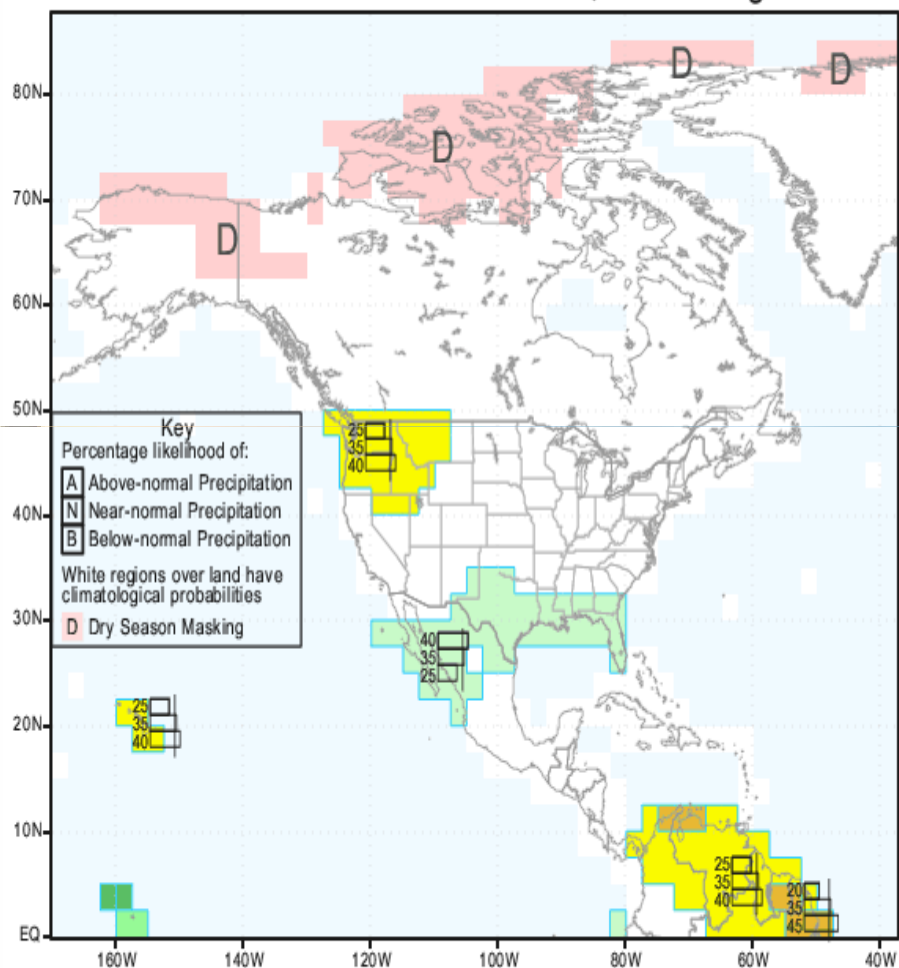 D
D
80N
D
70N
D
60N
50N
Key
Percentage likelihood of:
A Above-normal Precipitation
N Near-normal Precipitation
B Below-normal Precipitation
White regions over land have
climatological probabilities
D Dry Season Masking
25
35
40
40N
30N
40
35
25
25
35
40
20N
10N
25
35
40
20
35
45
EQ
160W 140W 120W 100W 80W 60W 40W